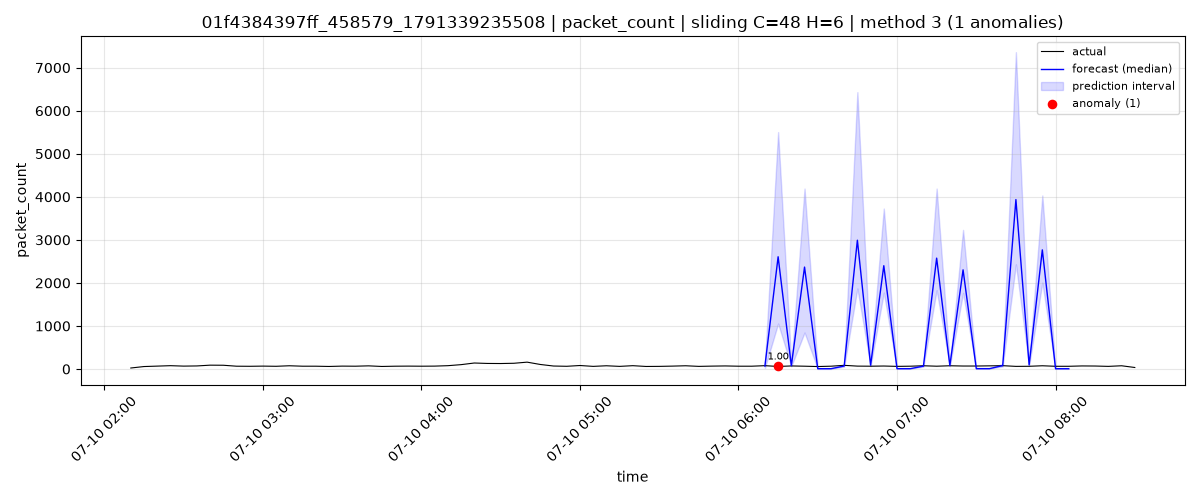 01f4384397ff_458579_1791339235508 | packet_count | sliding C=48 H=6 | method 3 (1 anomalies)
actual
forecast (median)
prediction interval
anomaly (1)
packet_count
7000
6000
5000
4000
3000
2000
1000
0
1.00
07-10 02:00
07-10 03:00
07-10 04:00
07-10 05:00
07-10 06:00
07-10 07:00
07-10 08:00
time